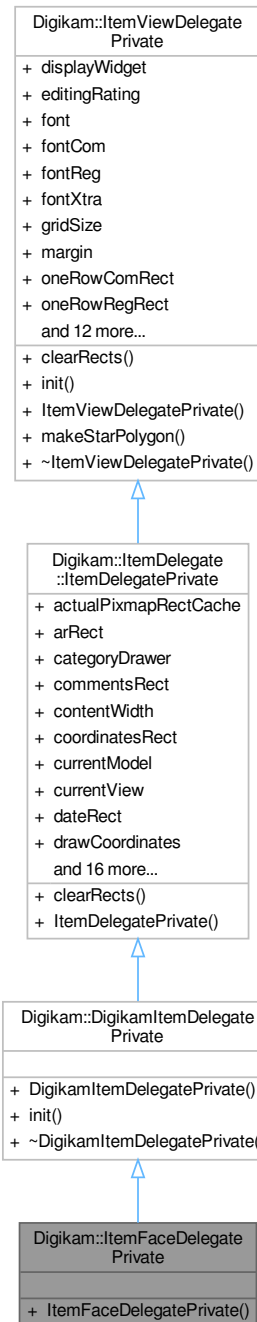 Digikam::ItemViewDelegate
Private
+ displayWidget
+ editingRating
+ font
+ fontCom
+ fontReg
+ fontXtra
+ gridSize
+ margin
+ oneRowComRect
+ oneRowRegRect
and 12 more...
+ clearRects()
+ init()
+ ItemViewDelegatePrivate()
+ makeStarPolygon()
+ ~ItemViewDelegatePrivate()
Digikam::ItemDelegate
::ItemDelegatePrivate
+ actualPixmapRectCache
+ arRect
+ categoryDrawer
+ commentsRect
+ contentWidth
+ coordinatesRect
+ currentModel
+ currentView
+ dateRect
+ drawCoordinates
and 16 more...
+ clearRects()
+ ItemDelegatePrivate()
Digikam::DigikamItemDelegate
Private
+ DigikamItemDelegatePrivate()
+ init()
+ ~DigikamItemDelegatePrivate(
Digikam::ItemFaceDelegate
Private
+ ItemFaceDelegatePrivate()